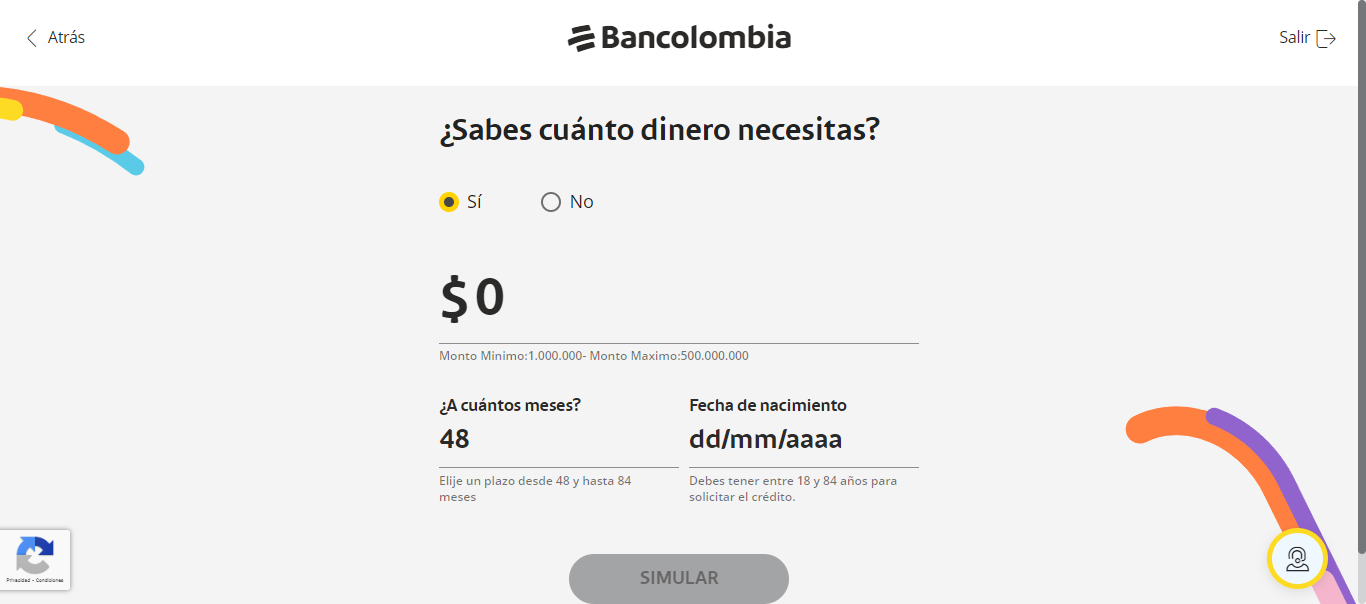 Atrás
Bancolombia
Salir
¿Sabes cuánto dinero necesitas?
Sí
No
$ 0
Monto Minimo:1.000.000- Monto Maximo:500.000.000
¿A cuántos meses?
Fecha de nacimiento
48
dd/mm/aaaa
Elije un plazo desde 48 y hasta 84
meses
Debes tener entre 18 y 84 años para
solicitar el crédito.
Privacidad - Condiciones
SIMULAR